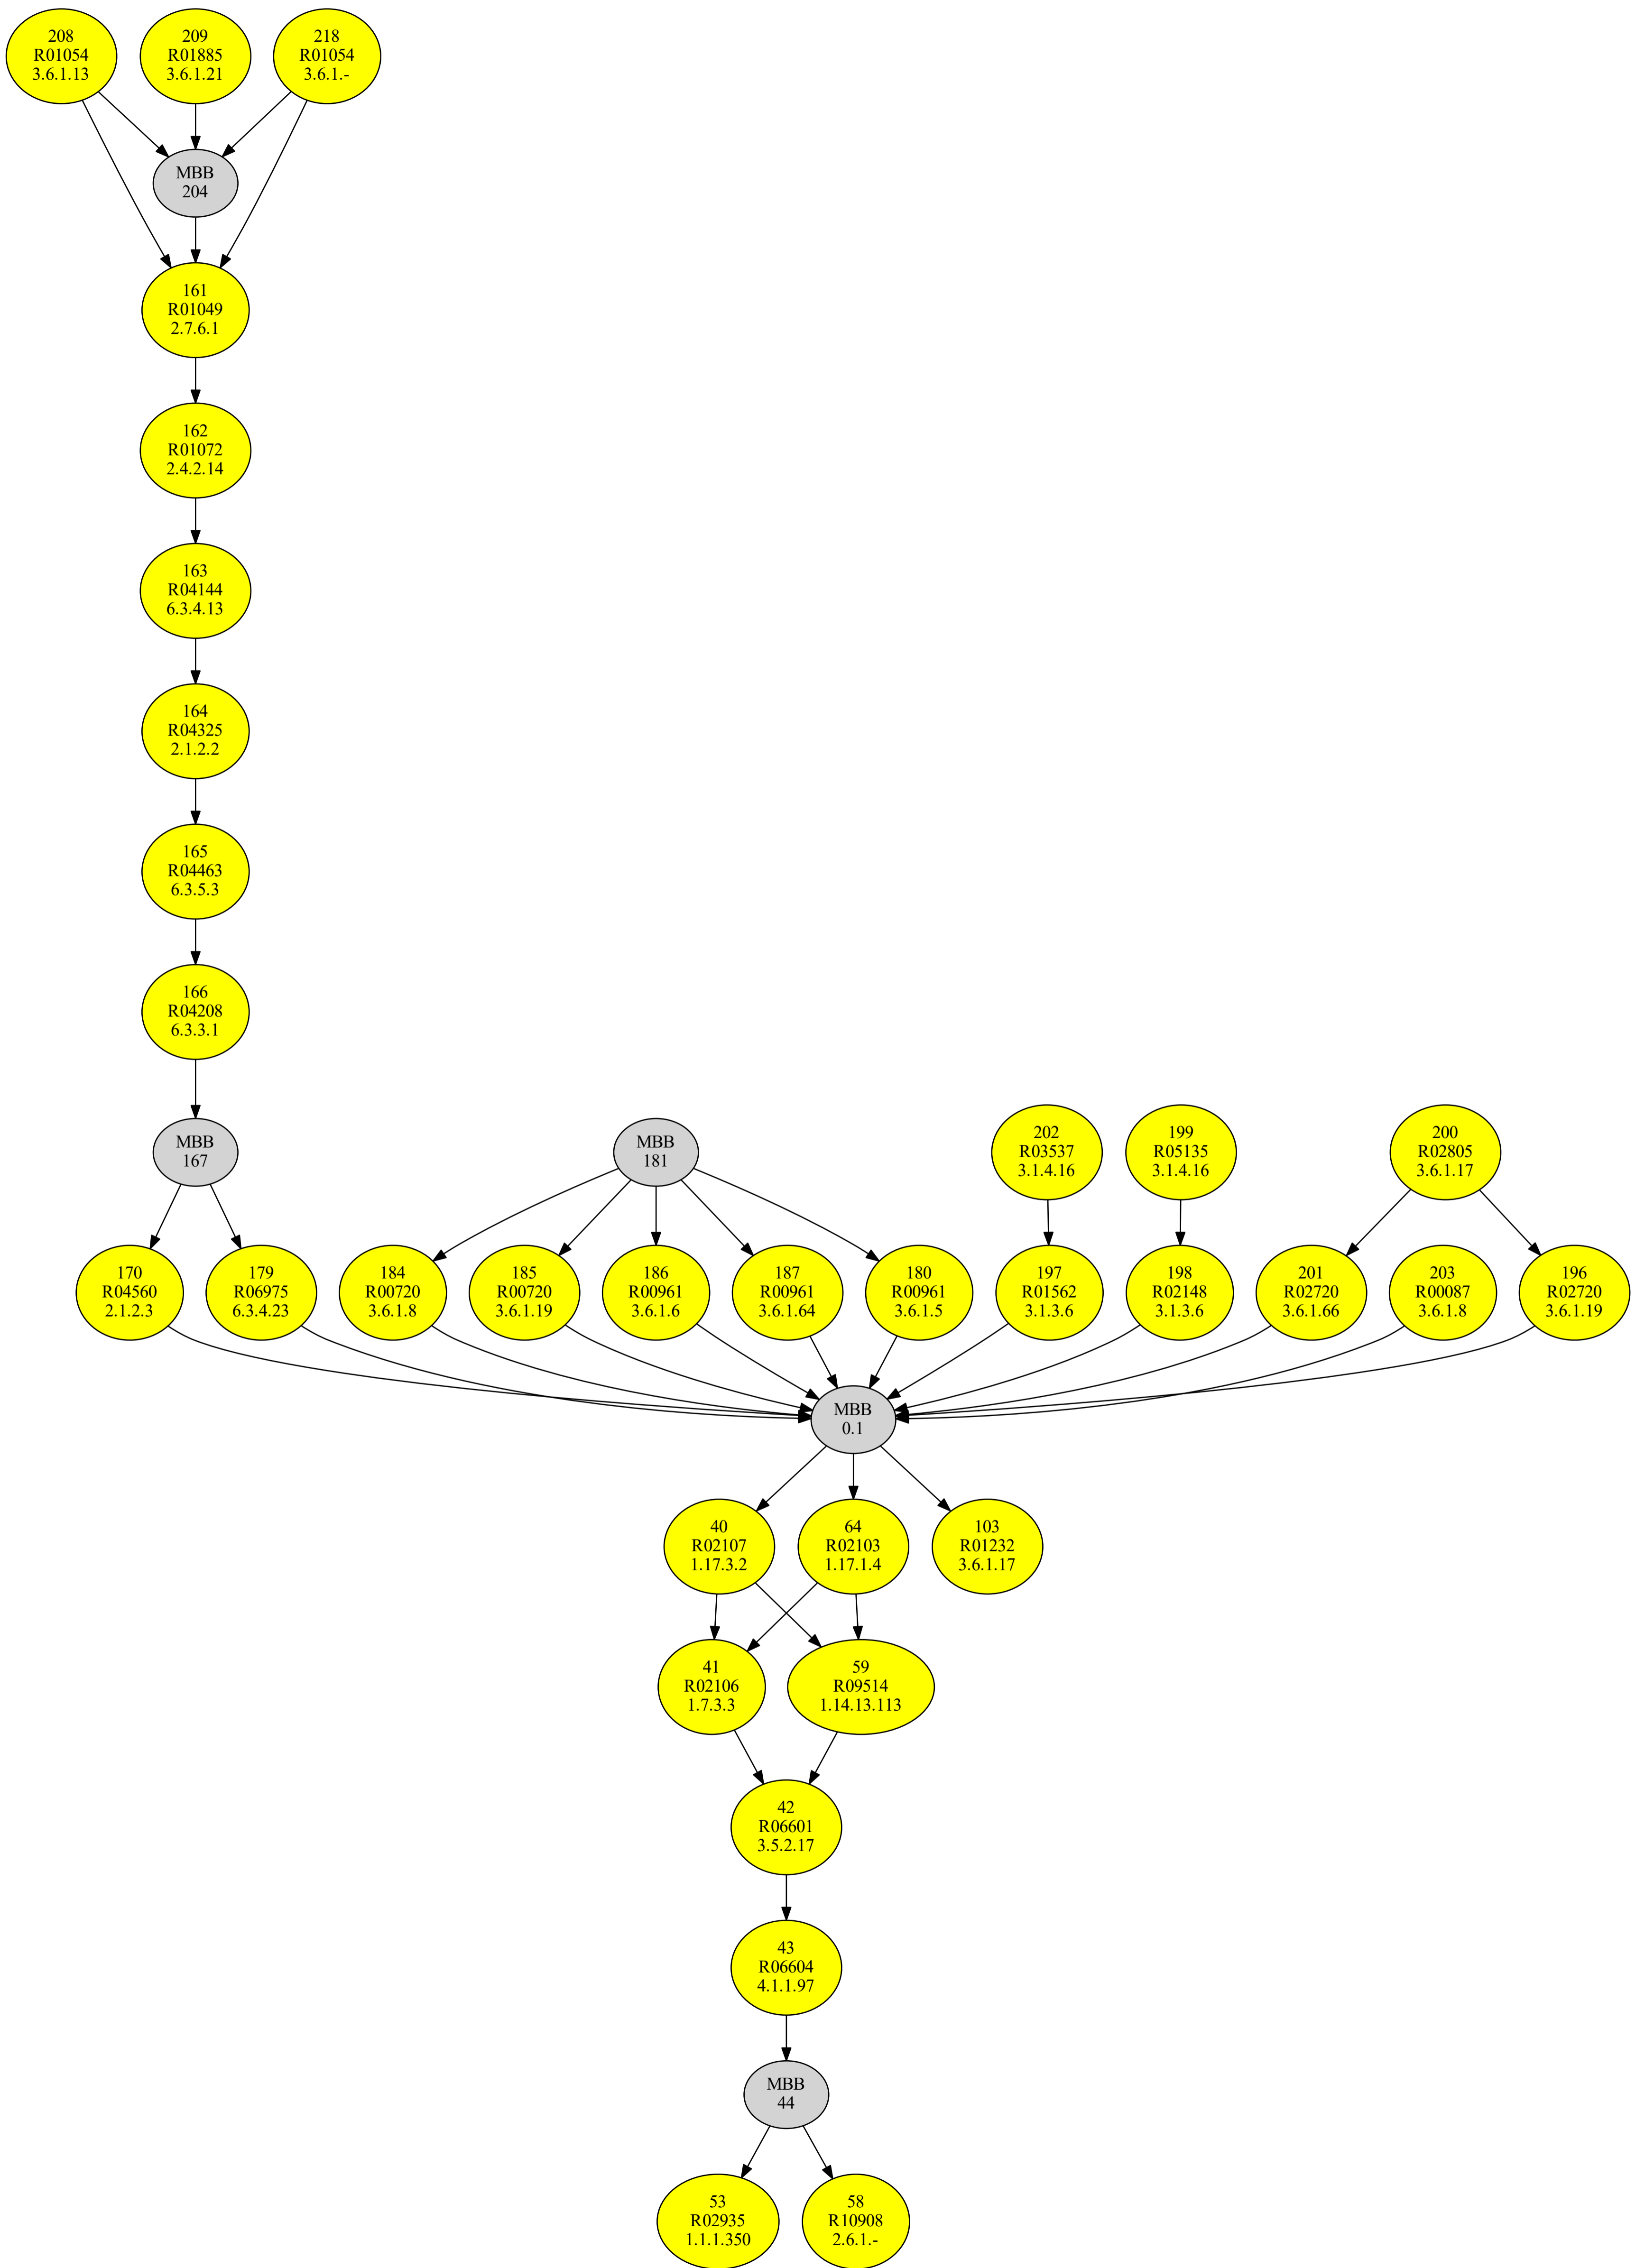 208
R01054
3.6.1.13
209
R01885
3.6.1.21
218
R01054
3.6.1.-
MBB
204
161
R01049
2.7.6.1
162
R01072
2.4.2.14
163
R04144
6.3.4.13
164
R04325
2.1.2.2
165
R04463
6.3.5.3
166
R04208
6.3.3.1
MBB
167
MBB
181
202
R03537
3.1.4.16
199
R05135
3.1.4.16
200
R02805
3.6.1.17
170
R04560
2.1.2.3
179
R06975
6.3.4.23
184
R00720
3.6.1.8
185
R00720
3.6.1.19
186
R00961
3.6.1.6
187
R00961
3.6.1.64
180
R00961
3.6.1.5
197
R01562
3.1.3.6
198
R02148
3.1.3.6
201
R02720
3.6.1.66
203
R00087
3.6.1.8
196
R02720
3.6.1.19
MBB
0.1
40
R02107
1.17.3.2
64
R02103
1.17.1.4
103
R01232
3.6.1.17
41
R02106
1.7.3.3
59
R09514
1.14.13.113
42
R06601
3.5.2.17
43
R06604
4.1.1.97
MBB
44
53
R02935
1.1.1.350
58
R10908
2.6.1.-